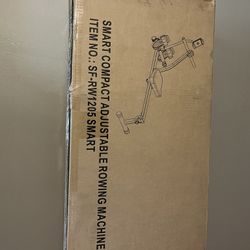 SMART COMPACT ADJUSTABLE ROWING MACHINE
ITEM NO.: SF-RW1205 SMART